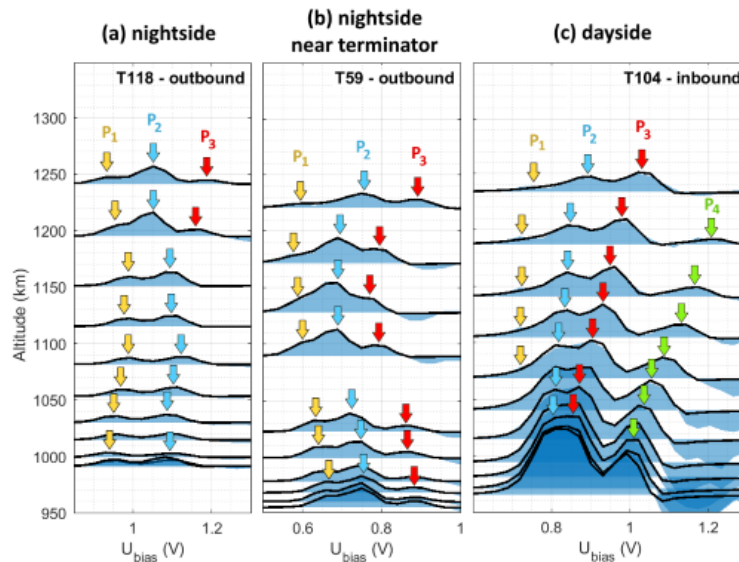 (a) nightside
(b) nightside
near terminator
(c) dayside
T118 - outbound
T59 - outbound
T104 - inbound
P1 P2 P3
P1 P2 P3
P1 P2 P3
P4
Altitude (km)
1300
1250
1200
1150
1100
1050
1000
950
1 1.2
0.6 0.8 1
0.8 1 1.2
Ubias (V)
Ubias (V)
Ubias (V)